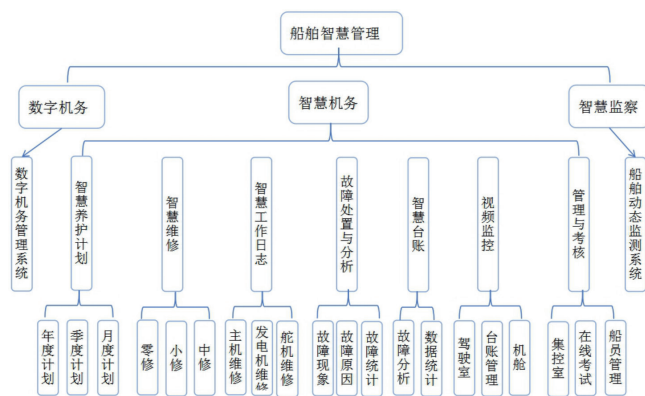 船舶智慧管理
数字机务
智慧机务
智慧监察
数字机务管理系统
智慧养护计划
智慧维修
智慧工作日志
故障处置与分析
智慧台账
视频监控
管理与考核
船舶动态监测系统
年度计划
季度计划
月度计划
零修
小修
中修
主机维修
发电机维修
舵机维修
故障现象
故障原因
故障统计
故障分析
数据统计
驾驶室
台账管理
机舱
集控室
在线考试
船员管理